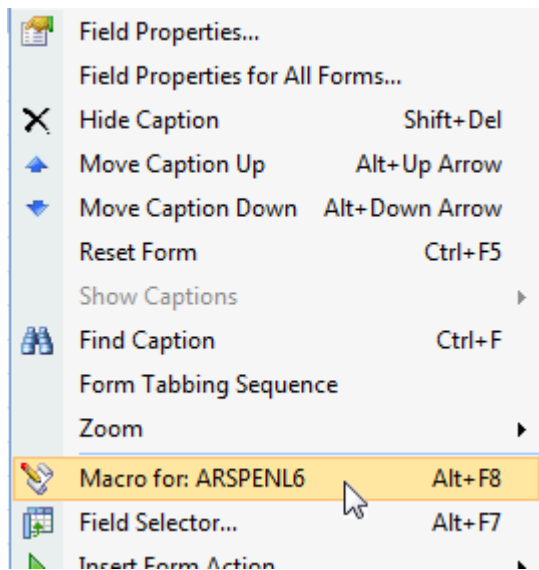 Field Properties...
Field Properties for All Forms...
Hide Caption Shift+Del
Move Caption Up Alt+Up Arrow
Move Caption Down Alt+Down Arrow
Reset Form Ctrl+F5
Show Captions
Find Caption Ctrl+F
Form Tabbing Sequence
Zoom
Macro for: ARSPENL6 Alt+F8
Field Selector... Alt+F7
Insert Form Action